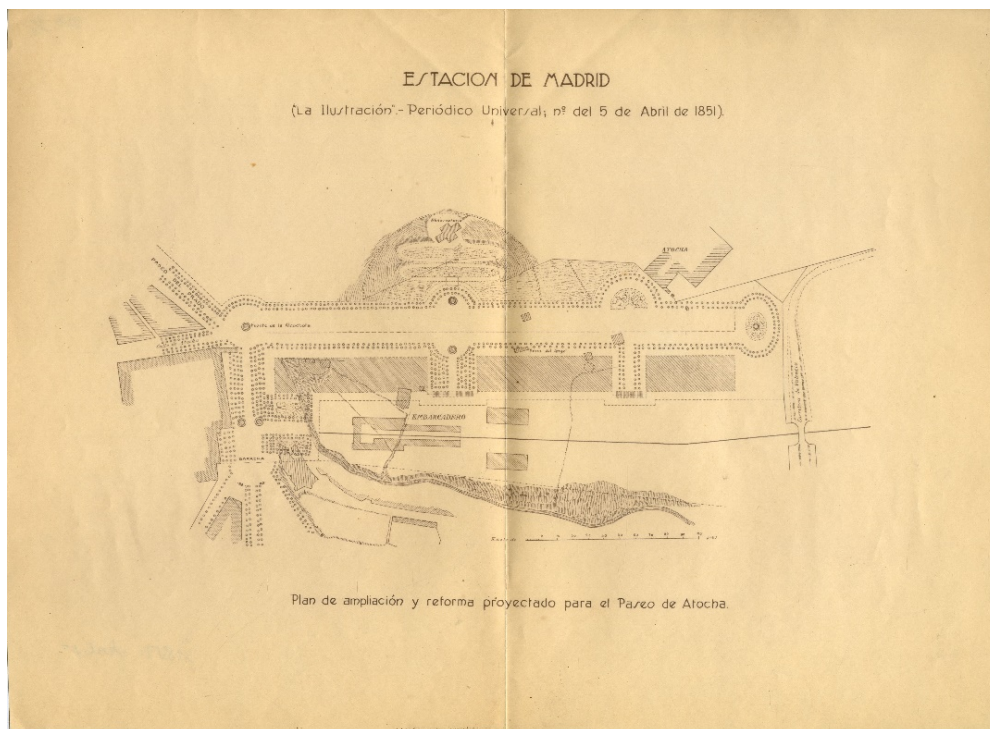 ESTACION DE MADRID
("La Ilustración".- Periódico Universal; nº del 5 de Abril de 1851).
ATOCHA
PASEO
EMBARCADERO
Plan de ampliación y reforma proyectado para el Paseo de Atocha.